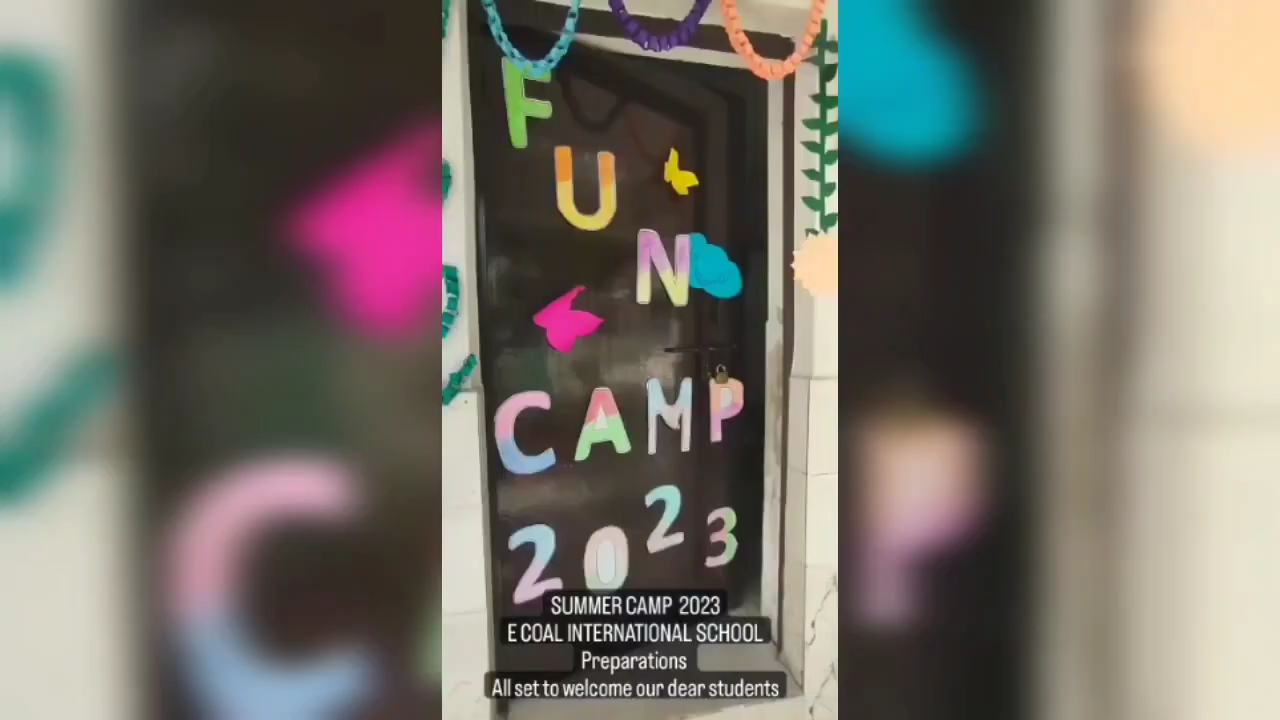 FUN
CAMP
2023
SUMMER CAMP 2023
E COAL INTERNATIONAL SCHOOL
Preparations
All set to welcome our dear students